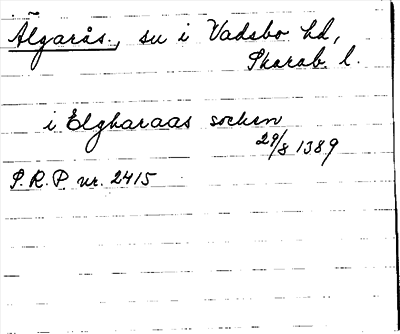 Älgarås., sn i Vadsbo hd,
Skarab. l.
i Elgharaas socken
29/8 1389
S.R.P. nr. 2415